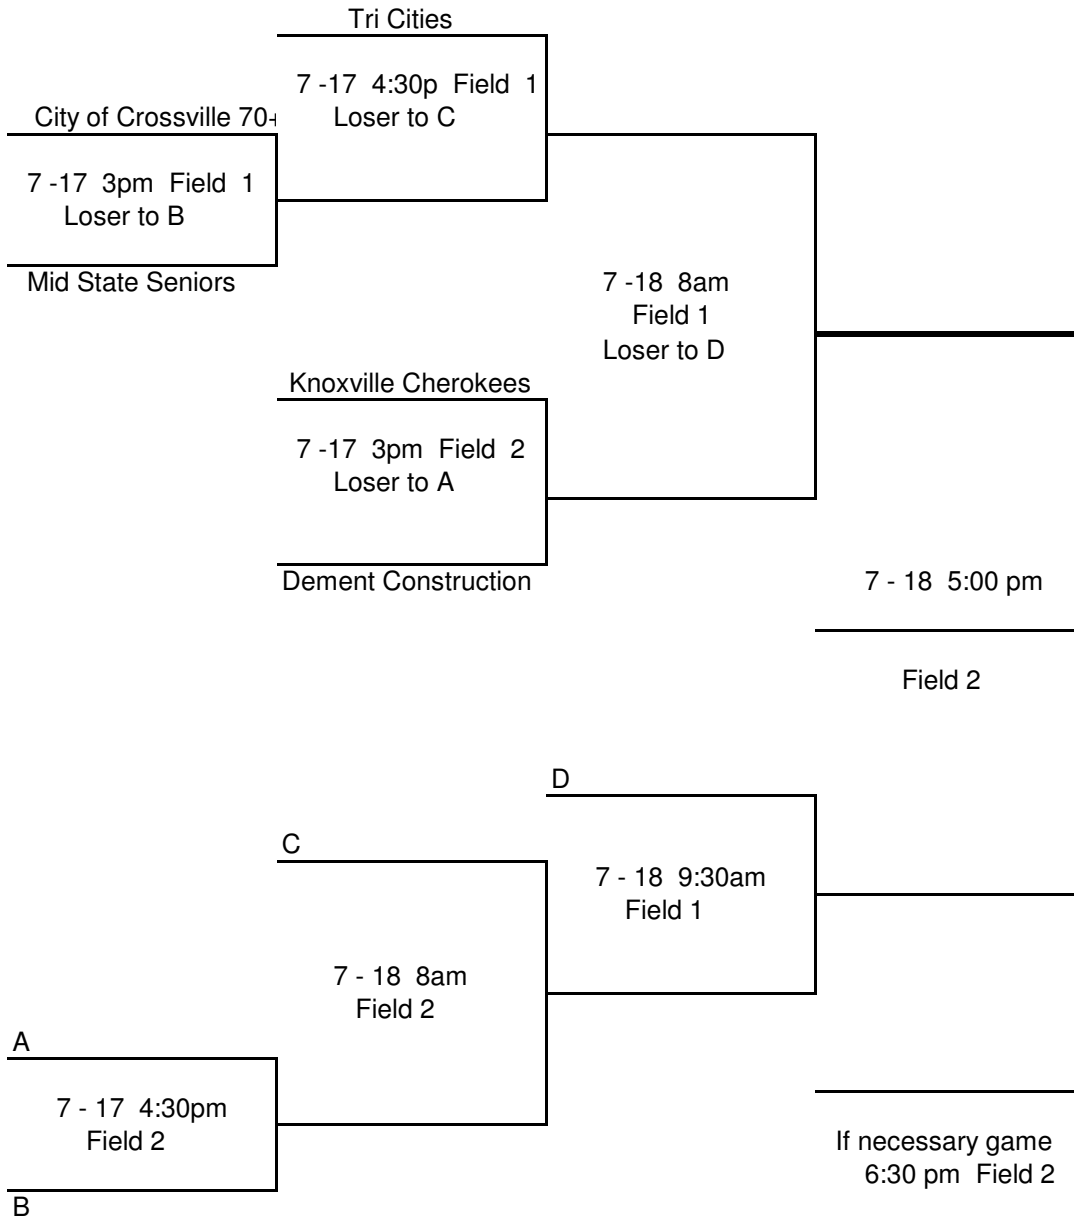 Tri Cities
7 -17 4:30p Field 1
Loser to C
City of Crossville 70+
7 -17 3pm Field 1
Loser to B
Mid State Seniors
7 -18 8am
Field 1
Loser to D
Knoxville Cherokees
7 -17 3pm Field 2
Loser to A
Dement Construction
7 - 18 5:00 pm
Field 2
D
C
7 - 18 9:30am
Field 1
7 - 18 8am
Field 2
A
7 - 17 4:30pm
Field 2
B
If necessary game
6:30 pm Field 2